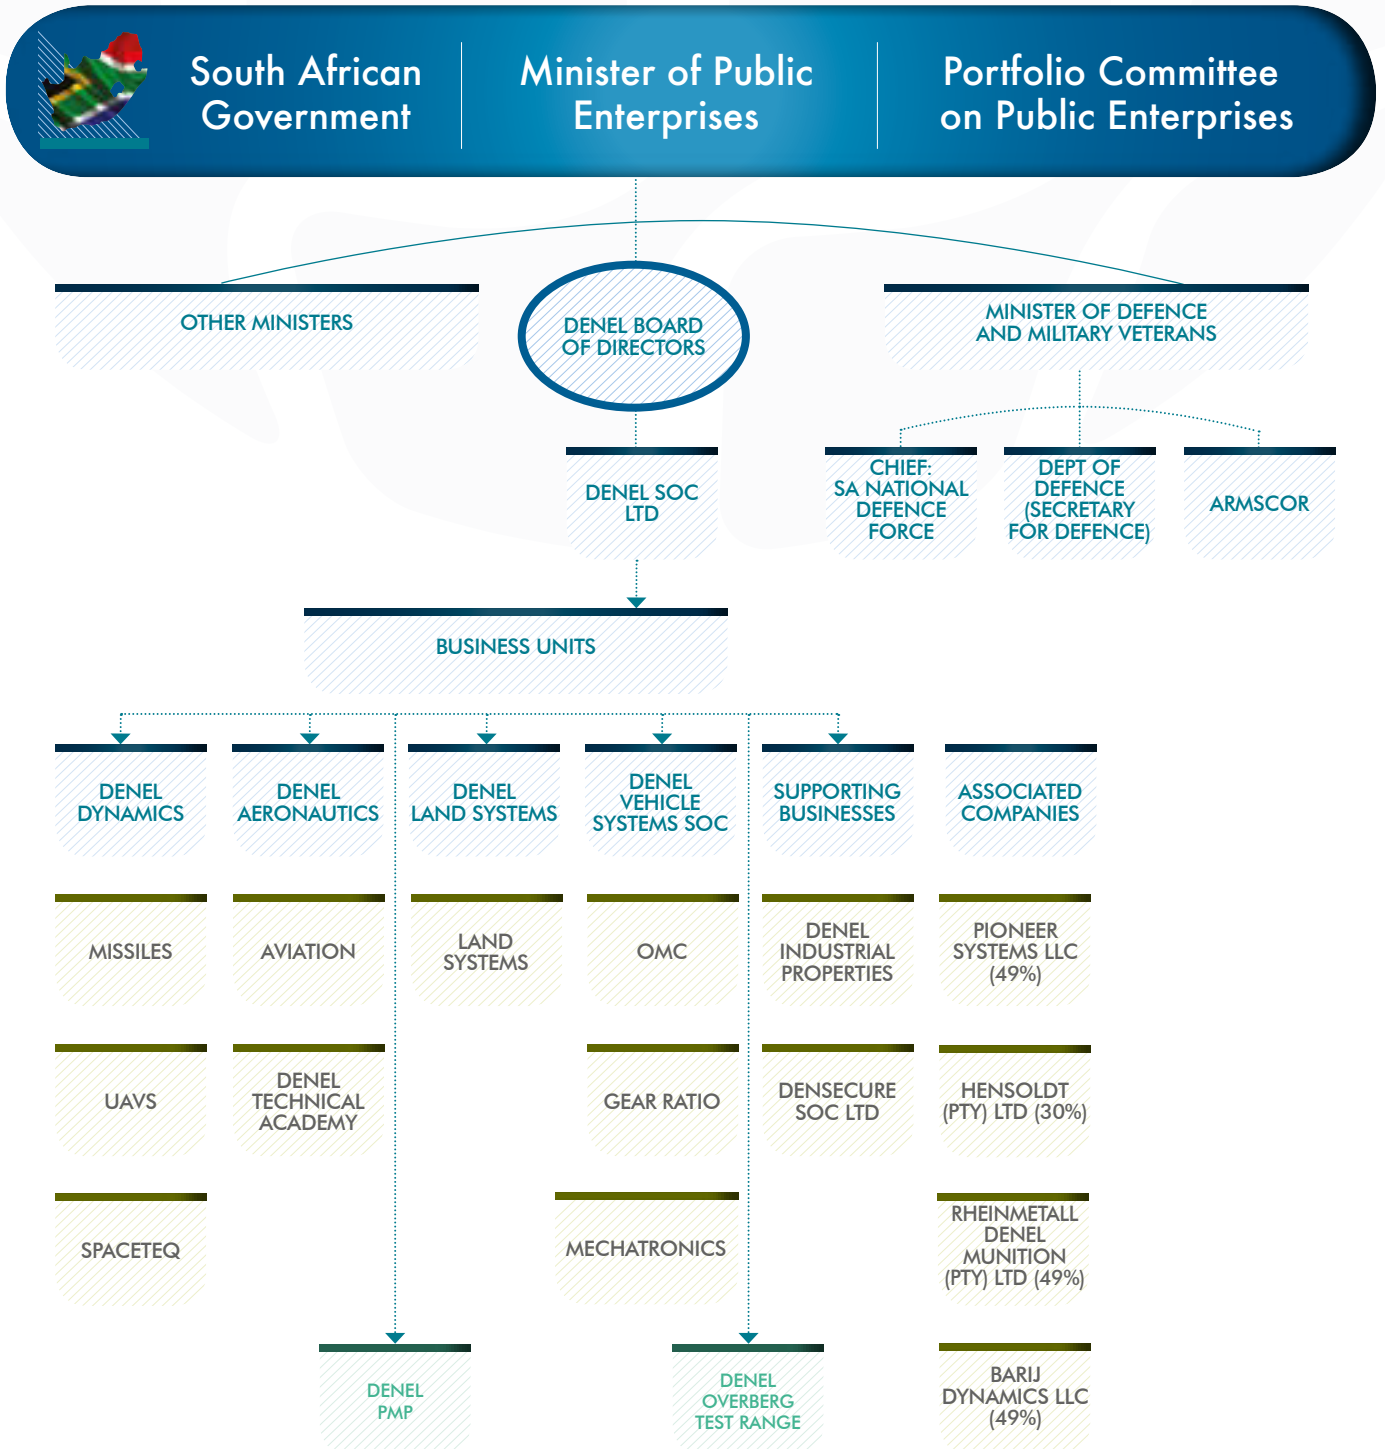 South African
Government
Minister of Public
Enterprises
Portfolio Committee
on Public Enterprises
OTHER MINISTERS
DENEL BOARD
OF DIRECTORS
MINISTER OF DEFENCE
AND MILITARY VETERANS
DENEL SOC
LTD
CHIEF:
SA NATIONAL
DEFENCE
FORCE
DEPT OF
DEFENCE
(SECRETARY
FOR DEFENCE)
ARMSCOR
BUSINESS UNITS
DENEL
DYNAMICS
DENEL
AERONAUTICS
DENEL
LAND SYSTEMS
DENEL
VEHICLE
SYSTEMS SOC
SUPPORTING
BUSINESSES
ASSOCIATED
COMPANIES
MISSILES
AVIATION
LAND
SYSTEMS
OMC
DENEL
INDUSTRIAL
PROPERTIES
PIONEER
SYSTEMS LLC
(49%)
UAVS
DENEL
TECHNICAL
ACADEMY
GEAR RATIO
DENSECURE
SOC LTD
HENSOLDT
(PTY) LTD (30%)
SPACETEQ
MECHATRONICS
RHEINMETALL
DENEL
MUNITION
(PTY) LTD (49%)
DENEL
PMP
DENEL
OVERBERG
TEST RANGE
BARIJ
DYNAMICS LLC
(49%)